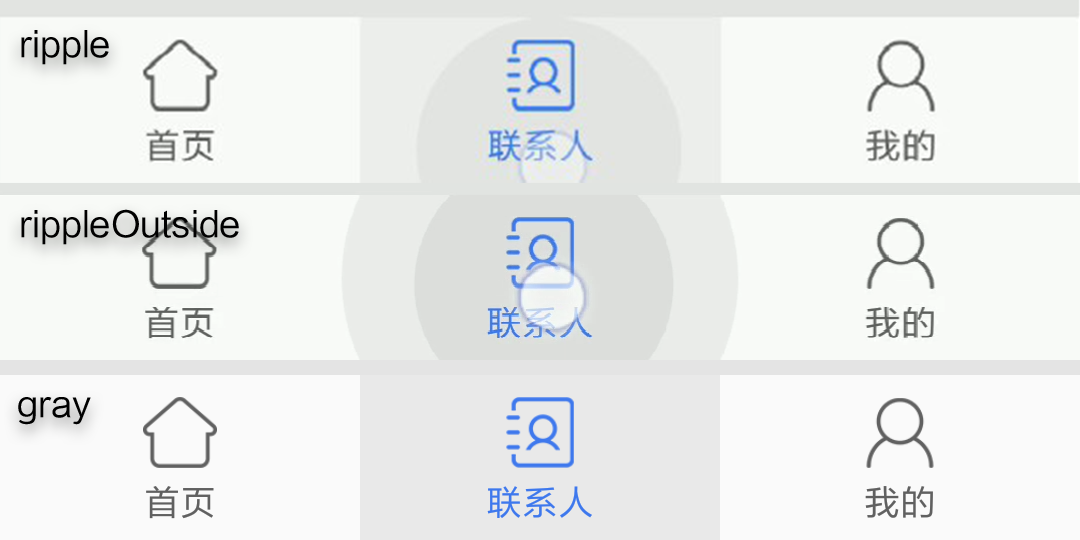 ripple
首页 联系人 我的
rippleOutside
首页 联系人 我的
gray
首页 联系人 我的